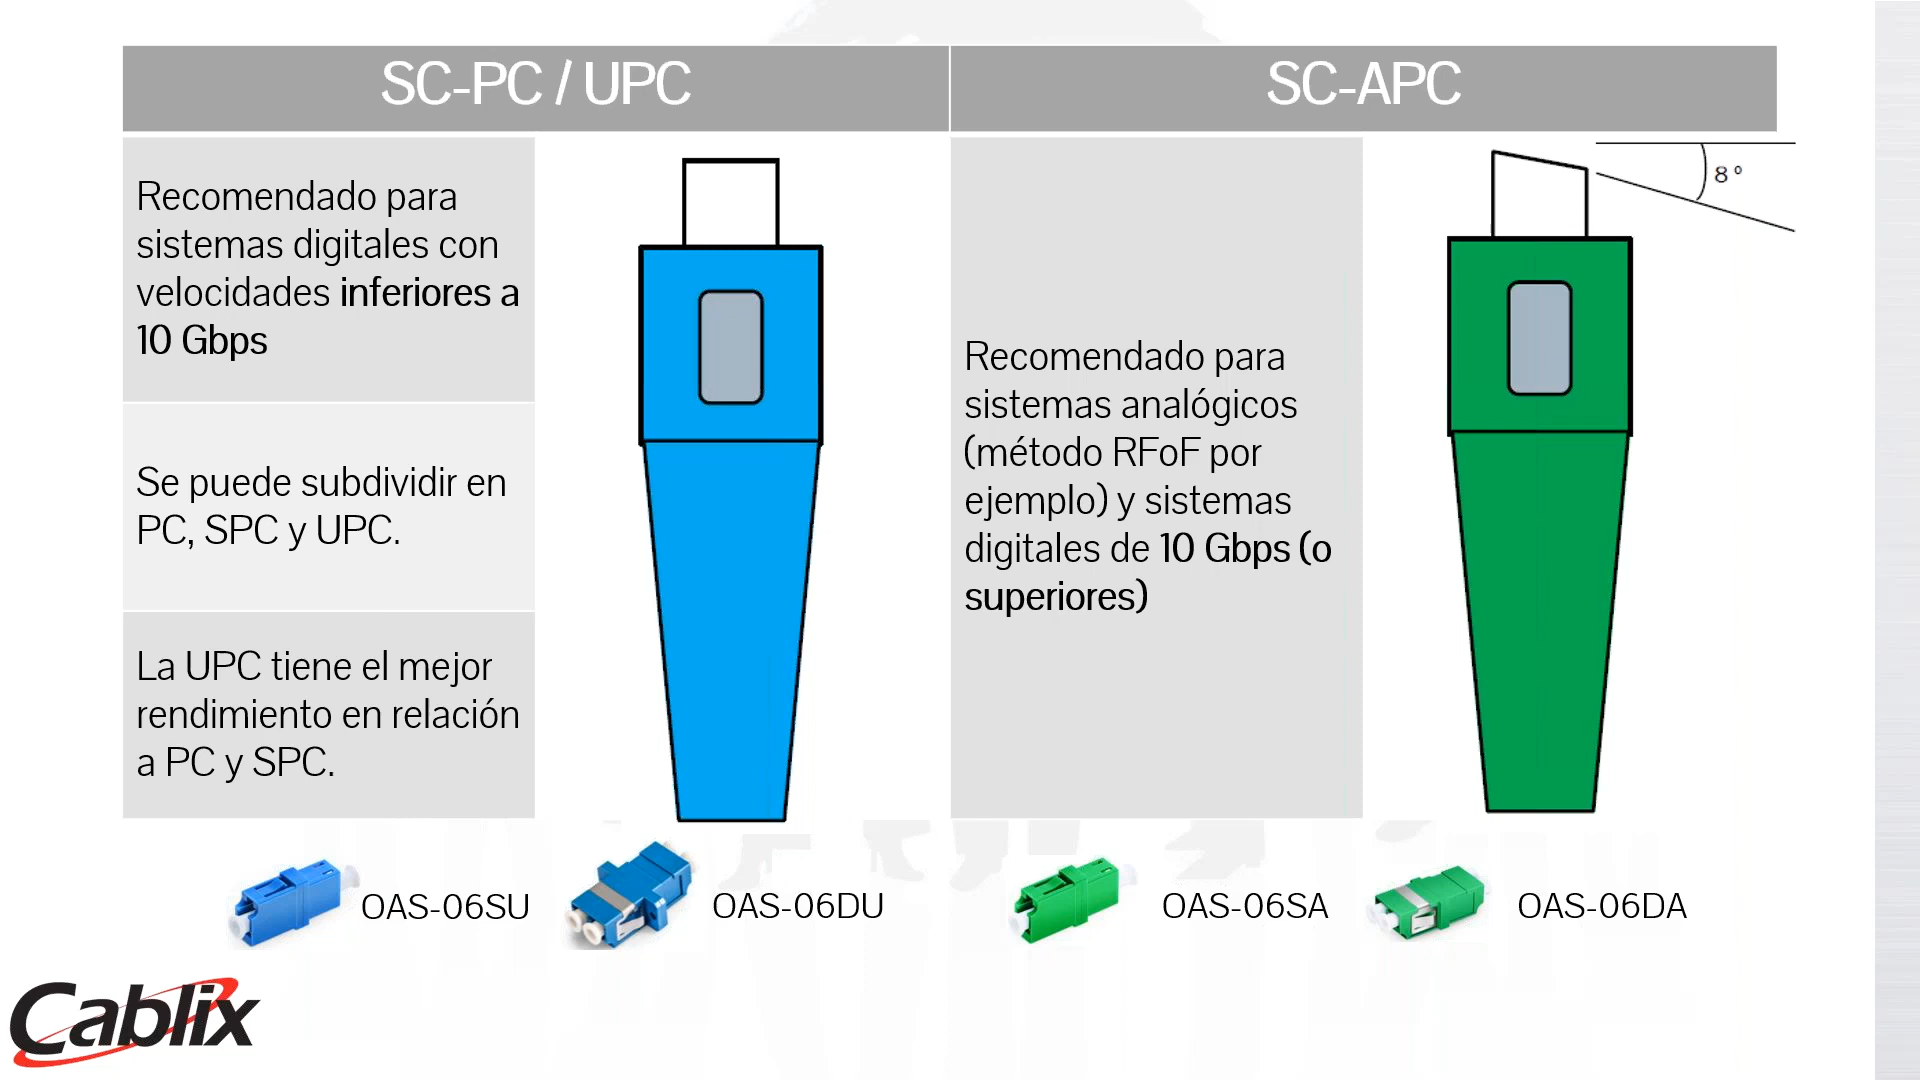 SC-PC / UPC
SC-APC
Recomendado para
sistemas digitales con
velocidades inferiores a
10 Gbps
Se puede subdividir en
PC, SPC y UPC.
La UPC tiene el mejor
rendimiento en relación
a PC y SPC.
Recomendado para
sistemas analógicos
(método RFoF por
ejemplo) y sistemas
digitales de 10 Gbps (o
superiores)
8º
OAS-06SU
OAS-06DU
OAS-06SA
OAS-06DA
Cablix